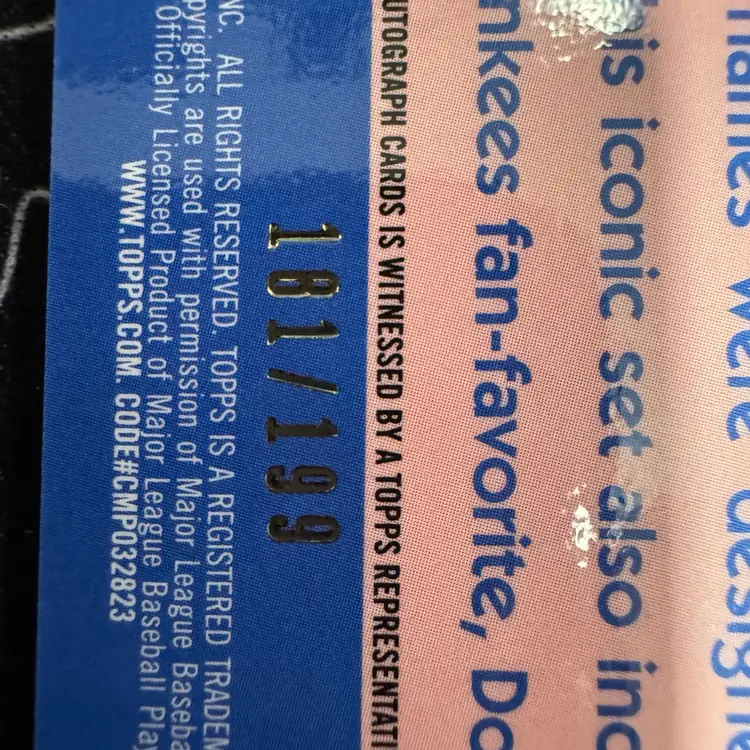 names were designe
is iconic set also inc
nkees fan-favorite, Do
UTOGRAPH CARDS IS WITNESSED BY A TOPPS REPRESENTATI
181/199
NC. ALL RIGHTS RESERVED. TOPPS IS A REGISTERED TRADEM
pyrights are used with permission of Major League Baseba
Officially Licensed Product of Major League Baseball Play
WWW.TOPPS.COM. CODE#CMP032823